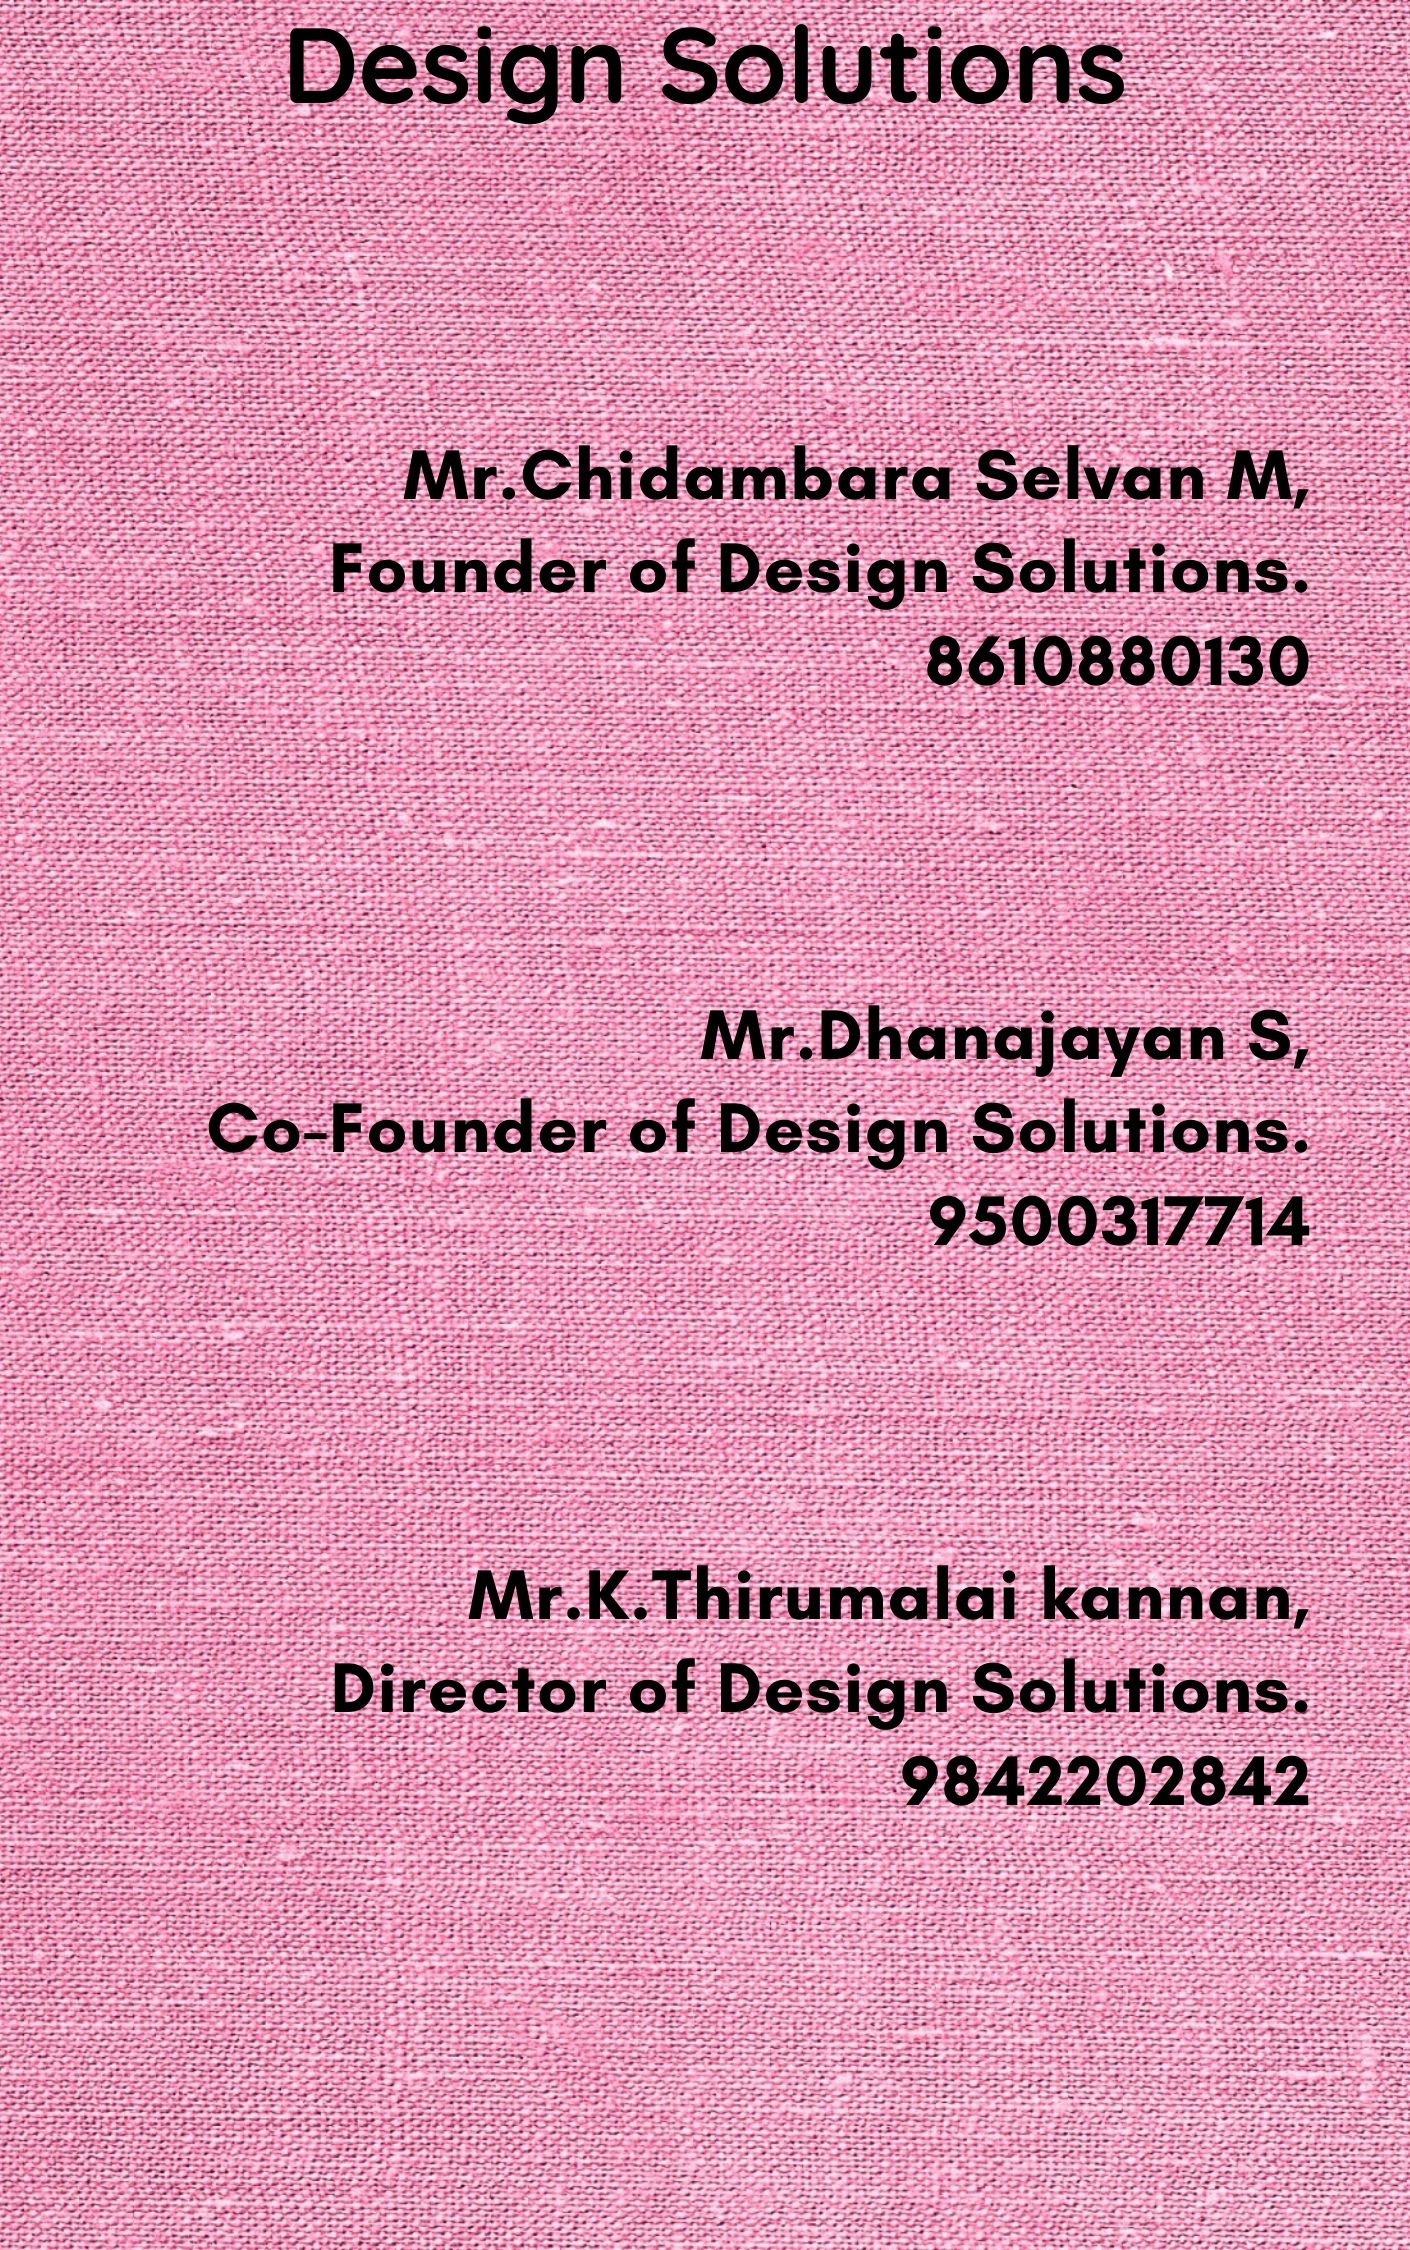 Design Solutions
Mr.Chidambara Selvan M,
Founder of Design Solutions.
8610880130
Mr.Dhanajayan S,
Co-Founder of Design Solutions.
9500317714
Mr.K.Thirumalai kannan,
Director of Design Solutions.
9842202842